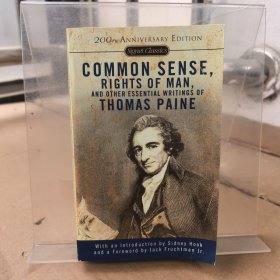 200TH ANNIVERSARY EDITION
Signet Classics
COMMON SENSE,
RIGHTS OF MAN,
AND OTHER ESSENTIAL WRITINGS OF
THOMAS PAINE
With an Introduction by Sidney Hook
and a Foreword by Jack Fruchtman Jr.